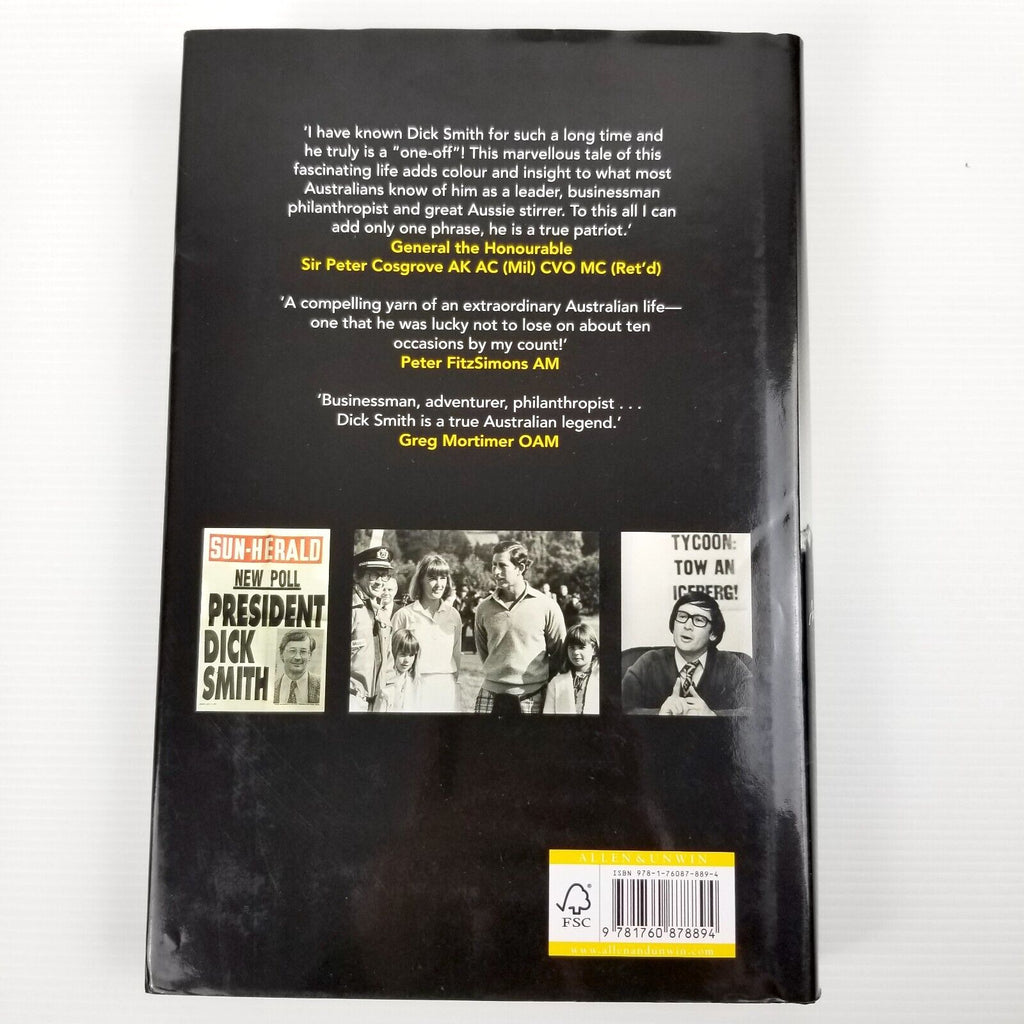 'I have known Dick Smith for such a long time and
he truly is a "one-off"! This marvellous tale of this
fascinating life adds colour and insight to what most
Australians know of him as a leader, businessman
philanthropist and great Aussie stirrer. To this all I can
add only one phrase, he is a true patriot.'
General the Honourable
Sir Peter Cosgrove AK AC (Mil) CVO MC (Ret'd)
'A compelling yarn of an extraordinary Australian life—
one that he was lucky not to lose on about ten
occasions by my count!'
Peter FitzSimons AM
'Businessman, adventurer, philanthropist . . .
Dick Smith is a true Australian legend.'
Greg Mortimer OAM
SUN-HERALD
NEW POLL
PRESIDENT
DICK
SMITH
TYCOON:
TOW AN
ICEBERG!
ALLEN & UNWIN
ISBN 978-1-76087-889-4
FSC
9 781760 878894
www.allenandunwin.com